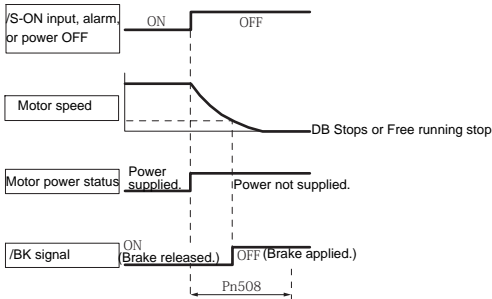 /S-ON input, alarm,
or power OFF
ON
OFF
Motor speed
DB Stops or Free running stop
Motor power status
Power
supplied.
Power not supplied.
/BK signal
ON
(Brake released.)
OFF (Brake applied.)
Pn508